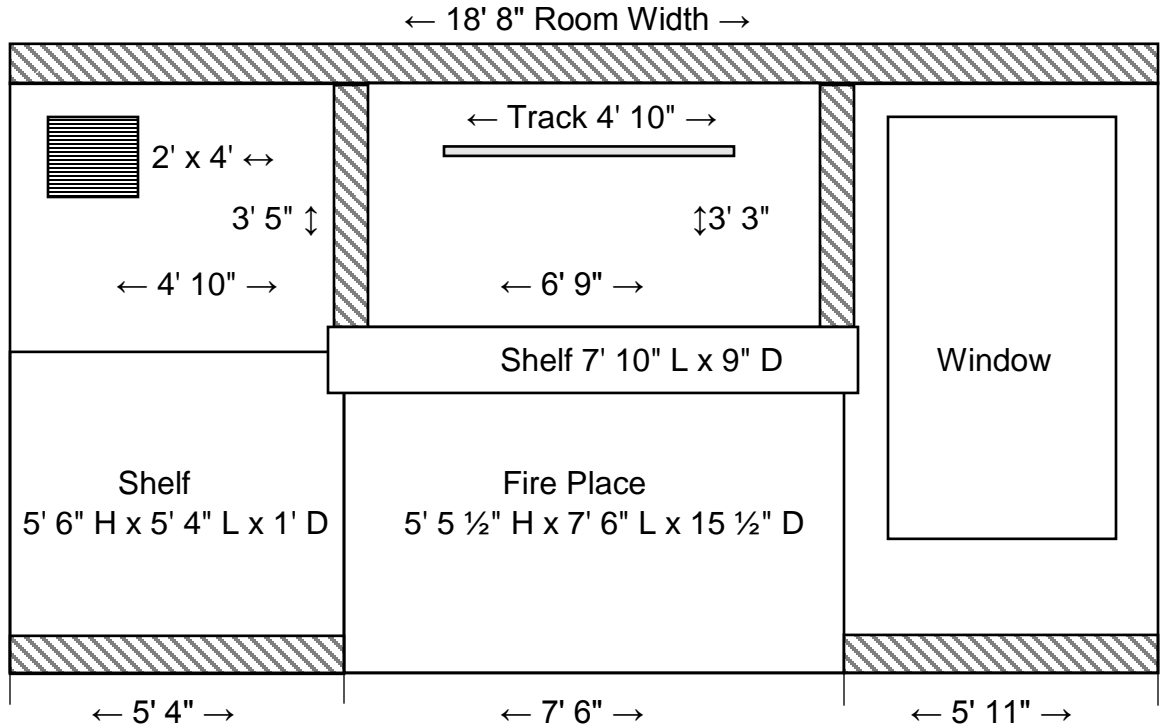 ← 18' 8" Room Width →
← Track 4' 10" →
2' x 4' ↔
3' 5" ↕
↕3' 3"
← 4' 10" →
← 6' 9" →
Shelf 7' 10" L x 9" D
Window
Shelf
5' 6" H x 5' 4" L x 1' D
Fire Place
5' 5 ½" H x 7' 6" L x 15 ½" D
← 5' 4" →
← 7' 6" →
← 5' 11" →